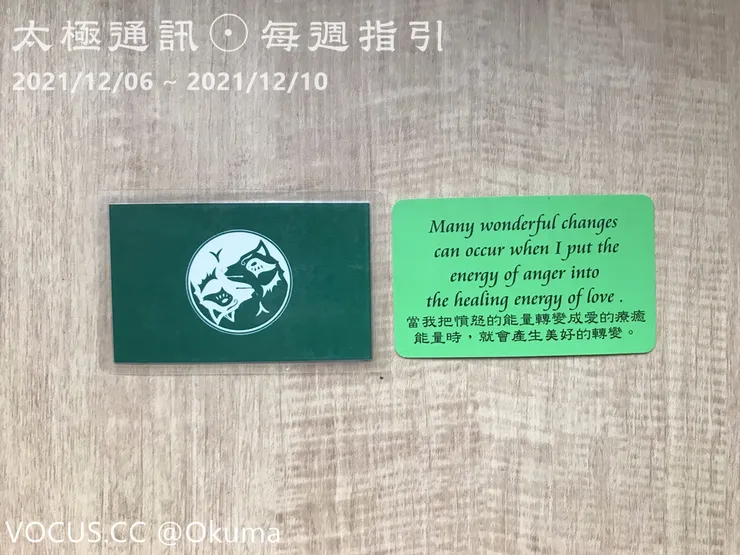 太極通訊☉每週指引
2021/12/06 ~ 2021/12/10
Many wonderful changes
can occur when I put the
energy of anger into
the healing energy of love .
當我把憤怒的能量轉變成愛的療癒
能量時，就會產生美好的轉變。
VOCUS.CC @Okuma